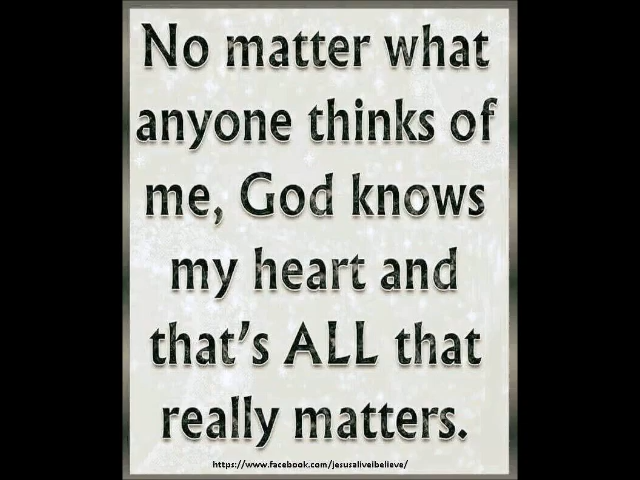 No matter what
anyone thinks of
me, God knows
my heart and
that's ALL that
really matters.
https://www.facebook.com/jesusaliveibelieve/